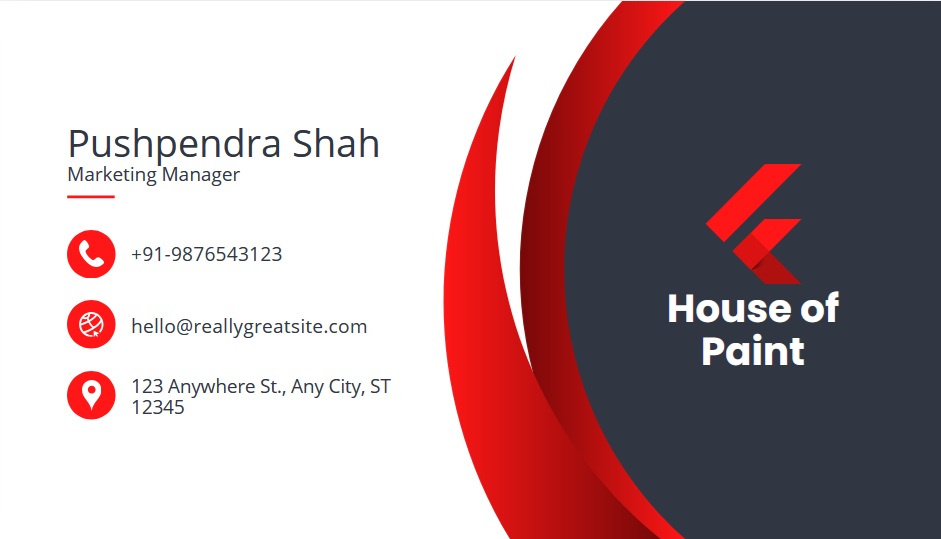 Pushpendra Shah
Marketing Manager
+91-9876543123
hello@reallygreatsite.com
123 Anywhere St., Any City, ST
12345
House of
Paint